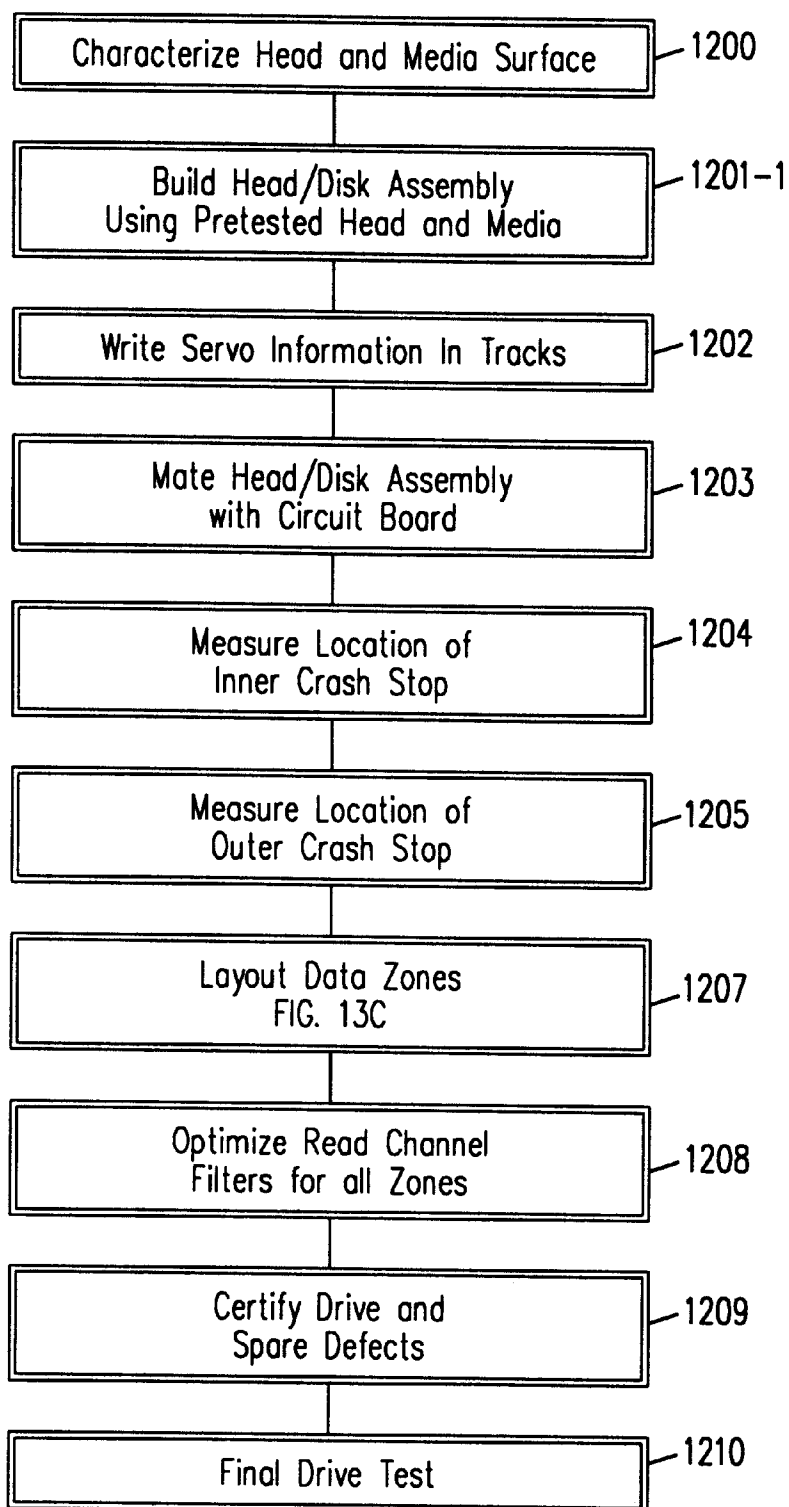 Characterize Head and Media Surface
1200
Build Head/Disk Assembly
Using Pretested Head and Media
1201-1
Write Servo Information In Tracks
1202
Mate Head/Disk Assembly
with Circuit Board
1203
Measure Location of
Inner Crash Stop
1204
Measure Location of
Outer Crash Stop
1205
Layout Data Zones
FIG. 13C
1207
Optimize Read Channel
Filters for all Zones
1208
Certify Drive and
Spare Defects
1209
Final Drive Test
1210